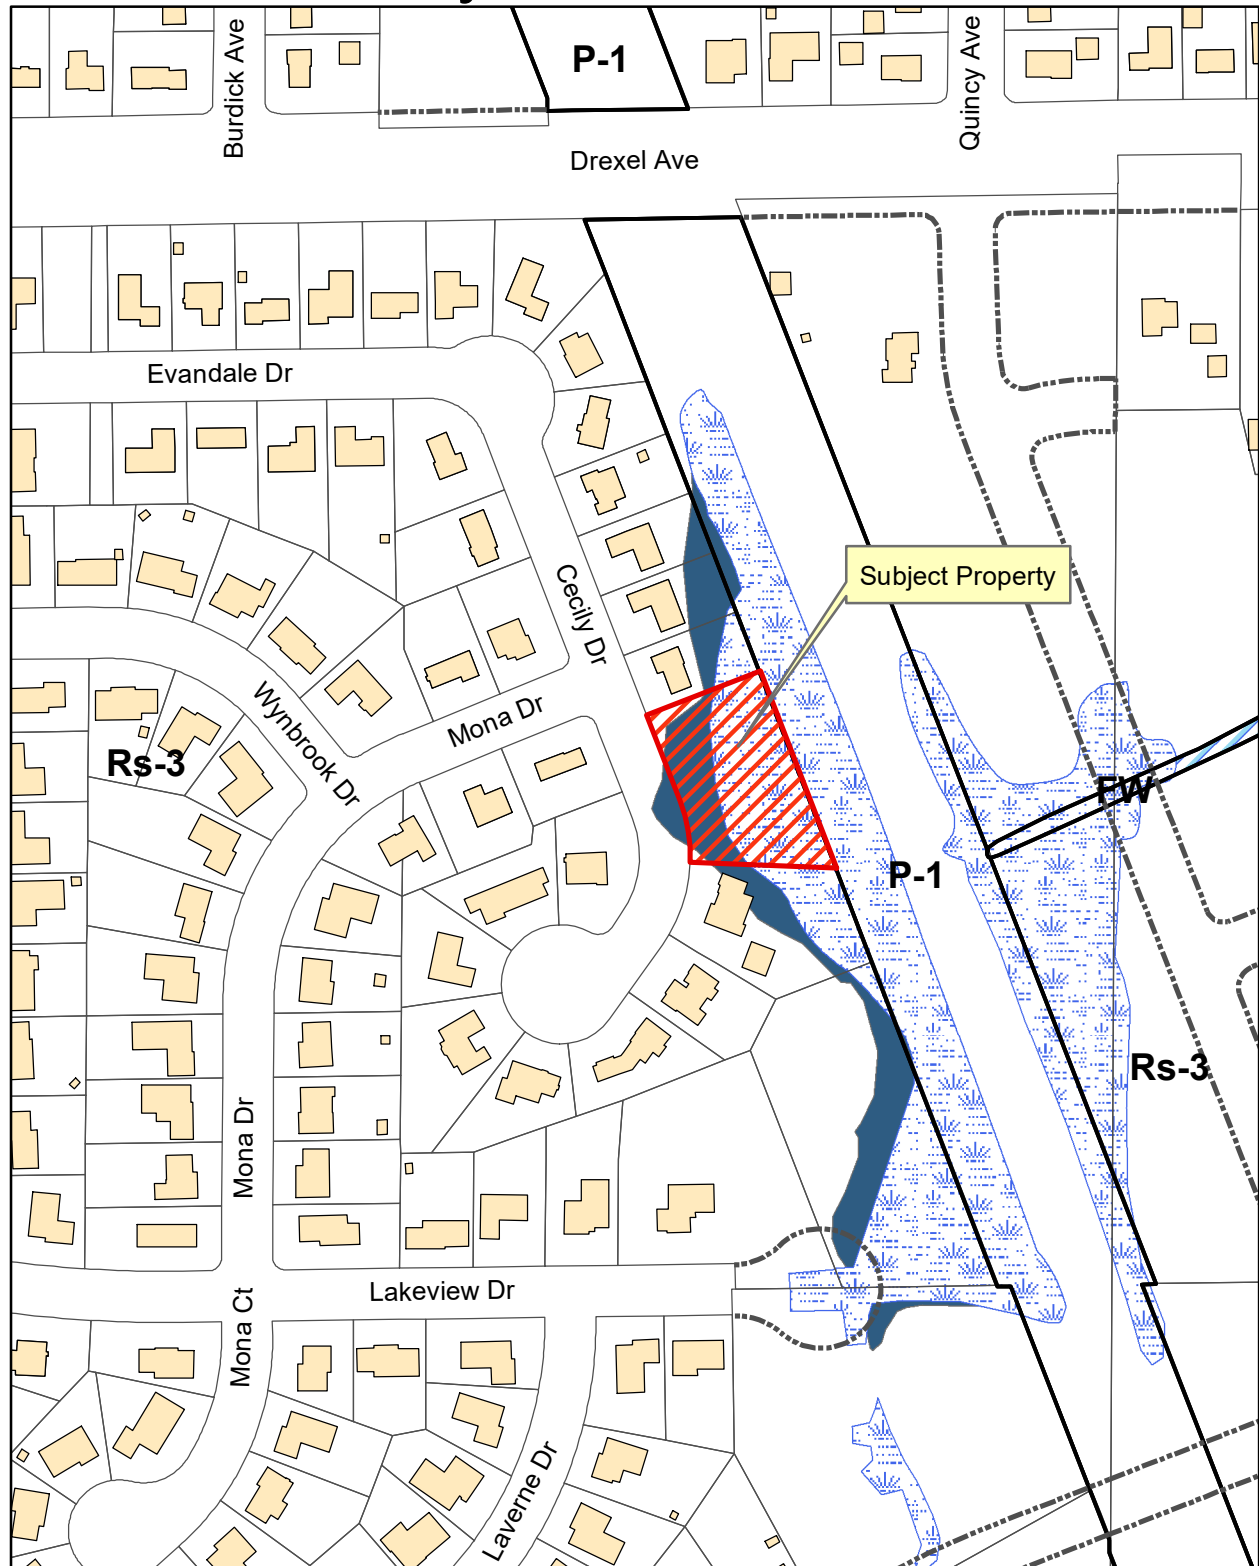 Burdick Ave
P-1
Quincy Ave
Drexel Ave
Evandale Dr
Subject Property
Cecily Dr
Mona Dr
Wynbrook Dr
Rs-3
FW
P-1
Rs-3
Mona Dr
Lakeview Dr
Mona Ct
Laverne Dr